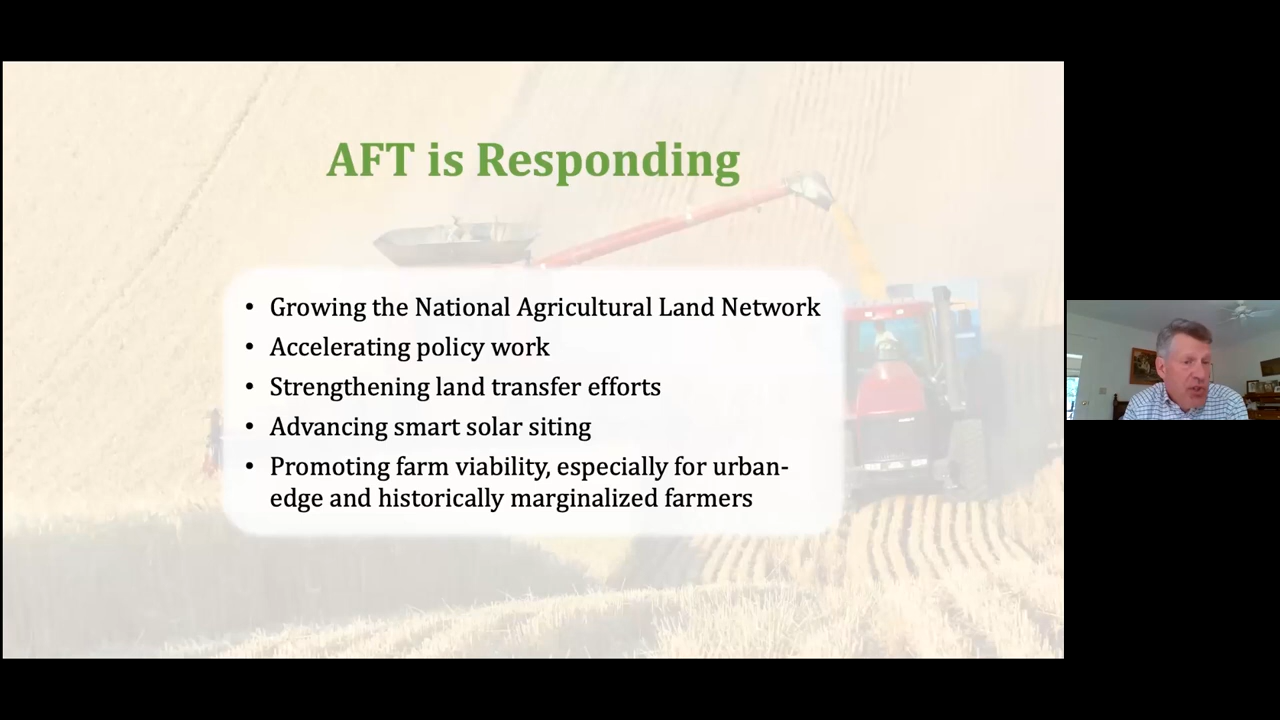 AFT is Responding
• Growing the National Agricultural Land Network
• Accelerating policy work
• Strengthening land transfer efforts
• Advancing smart solar siting
• Promoting farm viability, especially for urban-
edge and historically marginalized farmers